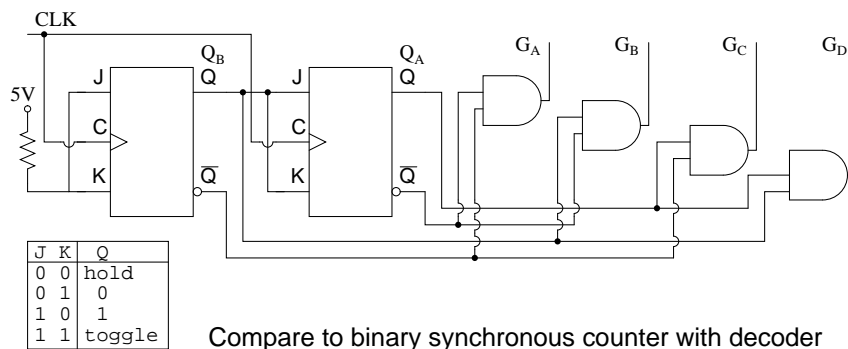 CLK
Q_B Q_A G_A G_B G_C G_D
J Q J Q
5V
C C
K Q̅ K Q̅
J K Q
0 0 hold
0 1 0
1 0 1
1 1 toggle
Compare to binary synchronous counter with decoder